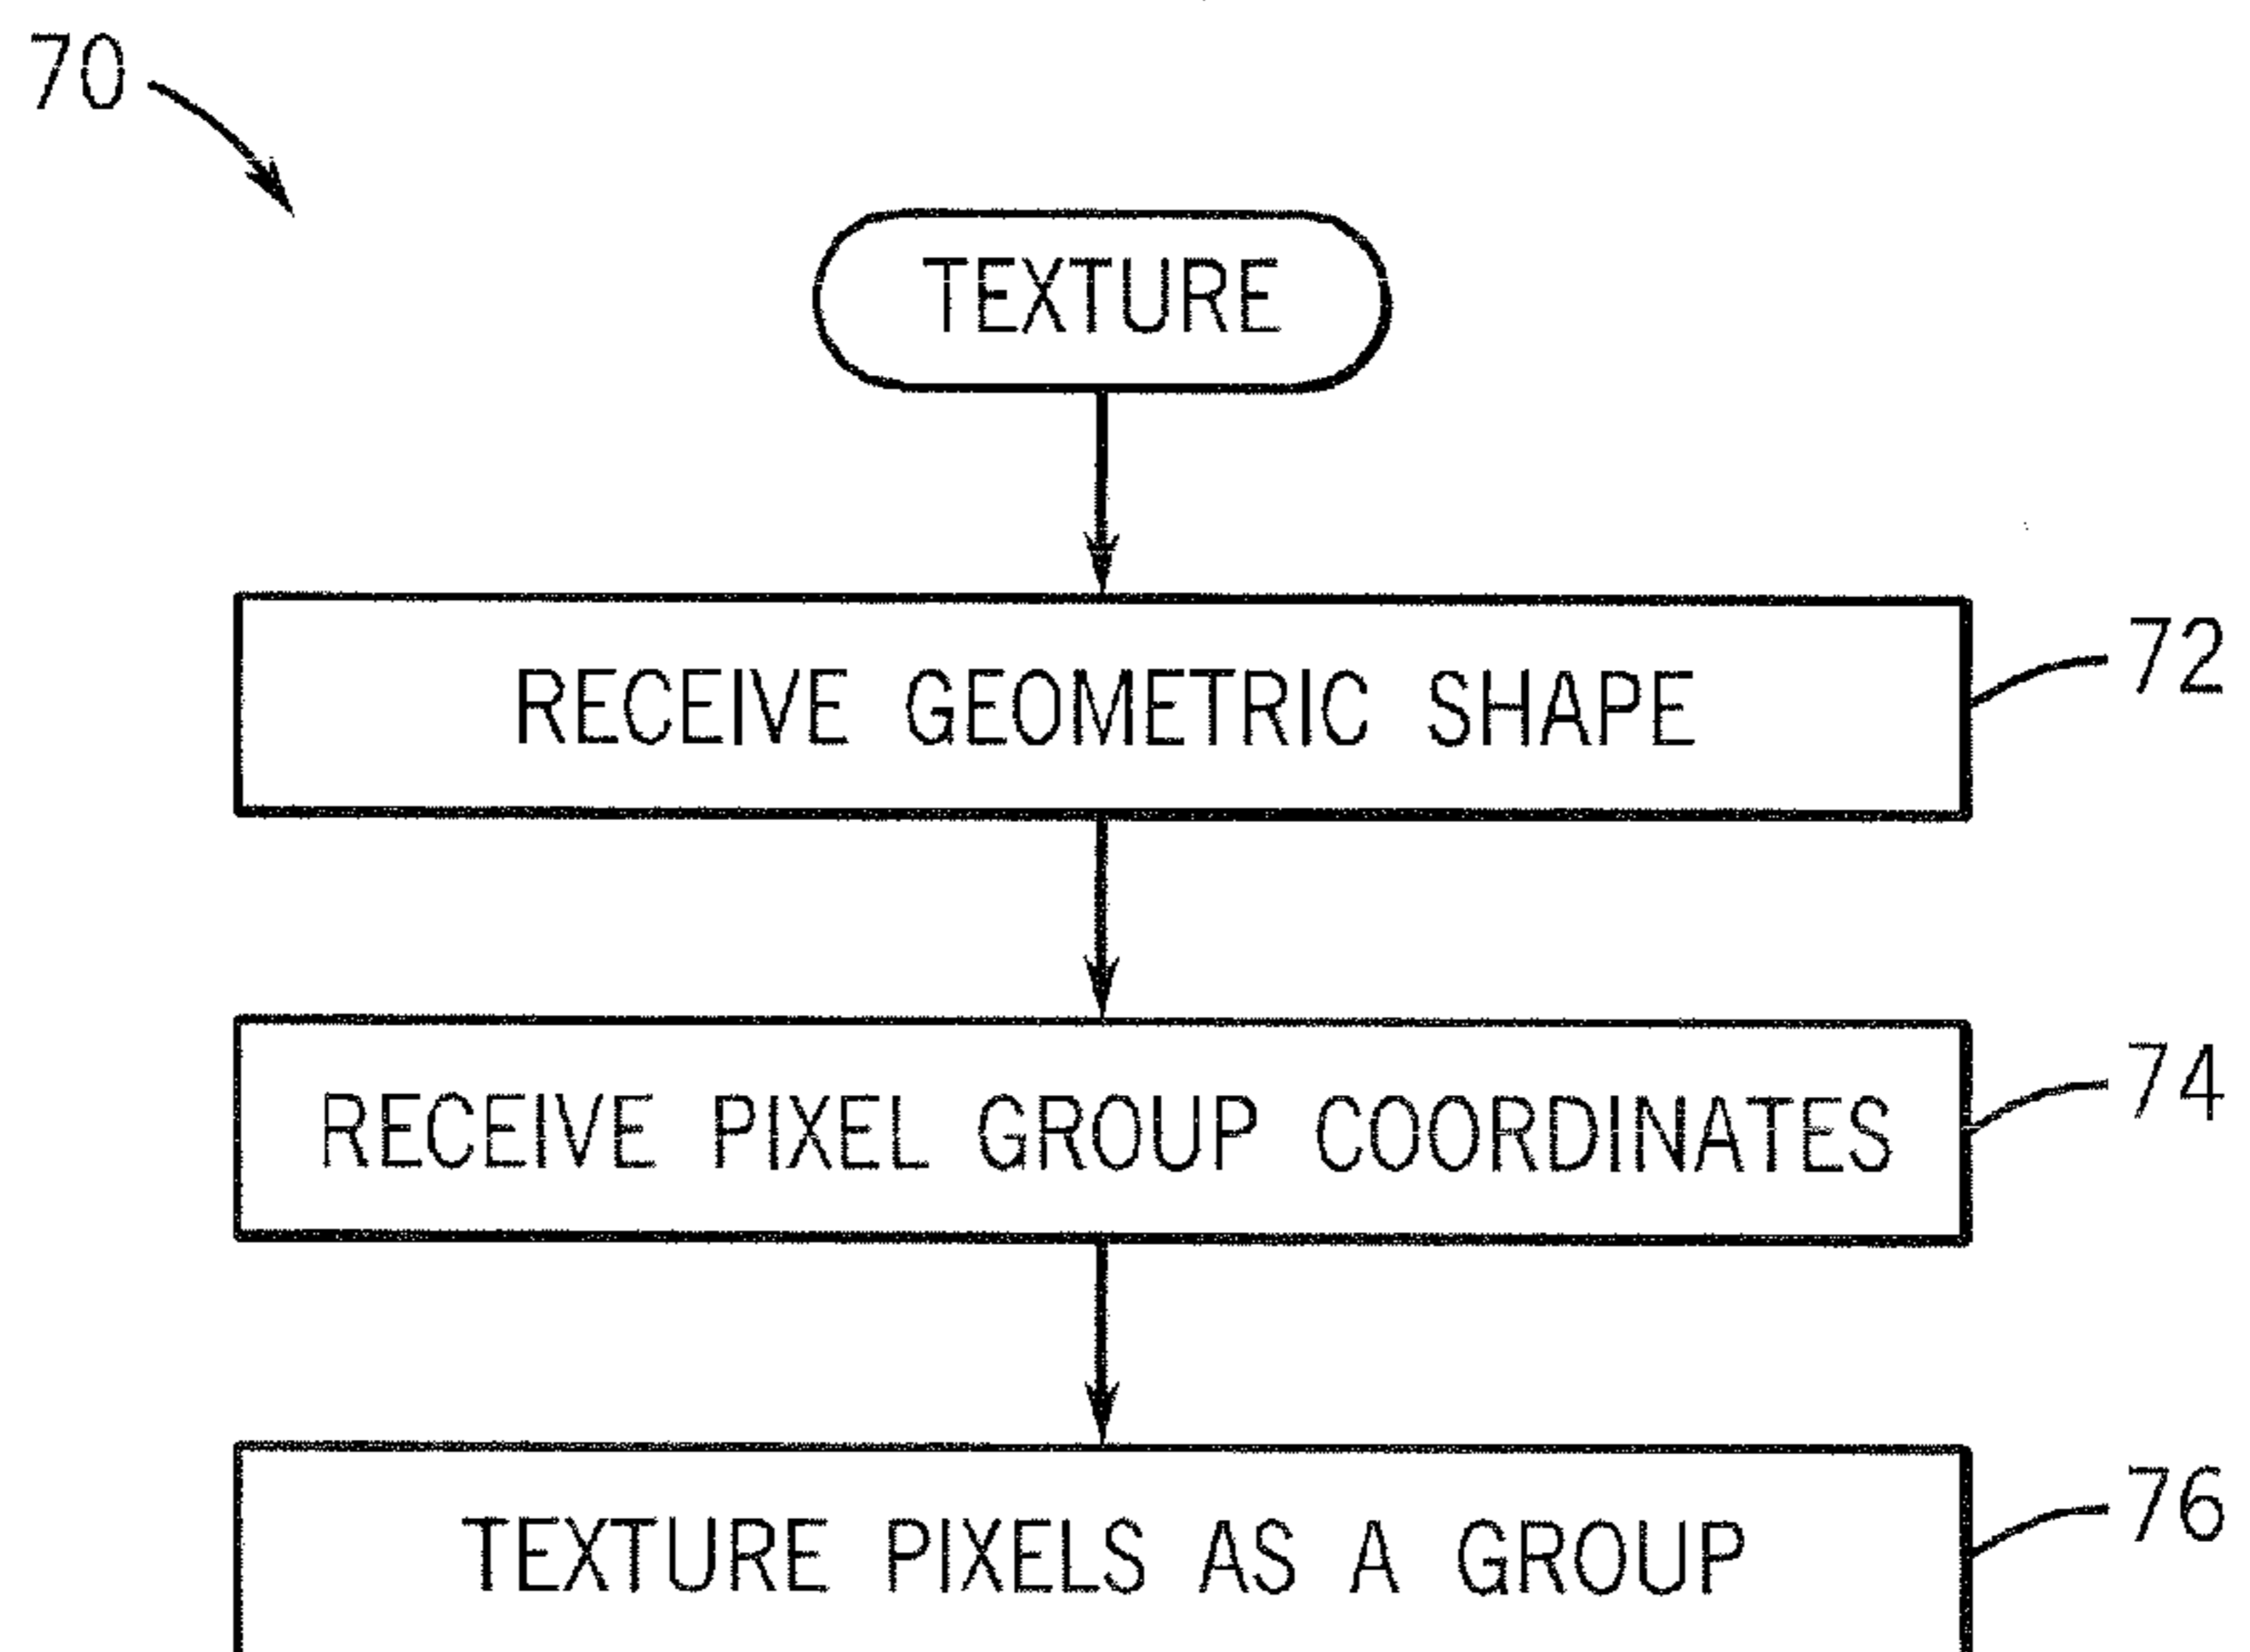 70
TEXTURE
RECEIVE GEOMETRIC SHAPE
72
RECEIVE PIXEL GROUP COORDINATES
74
TEXTURE PIXELS AS A GROUP
76